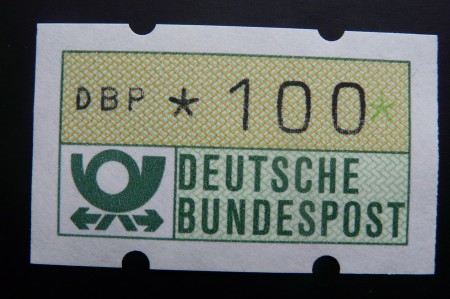 DBP * 100*
DEUTSCHE
BUNDESPOST